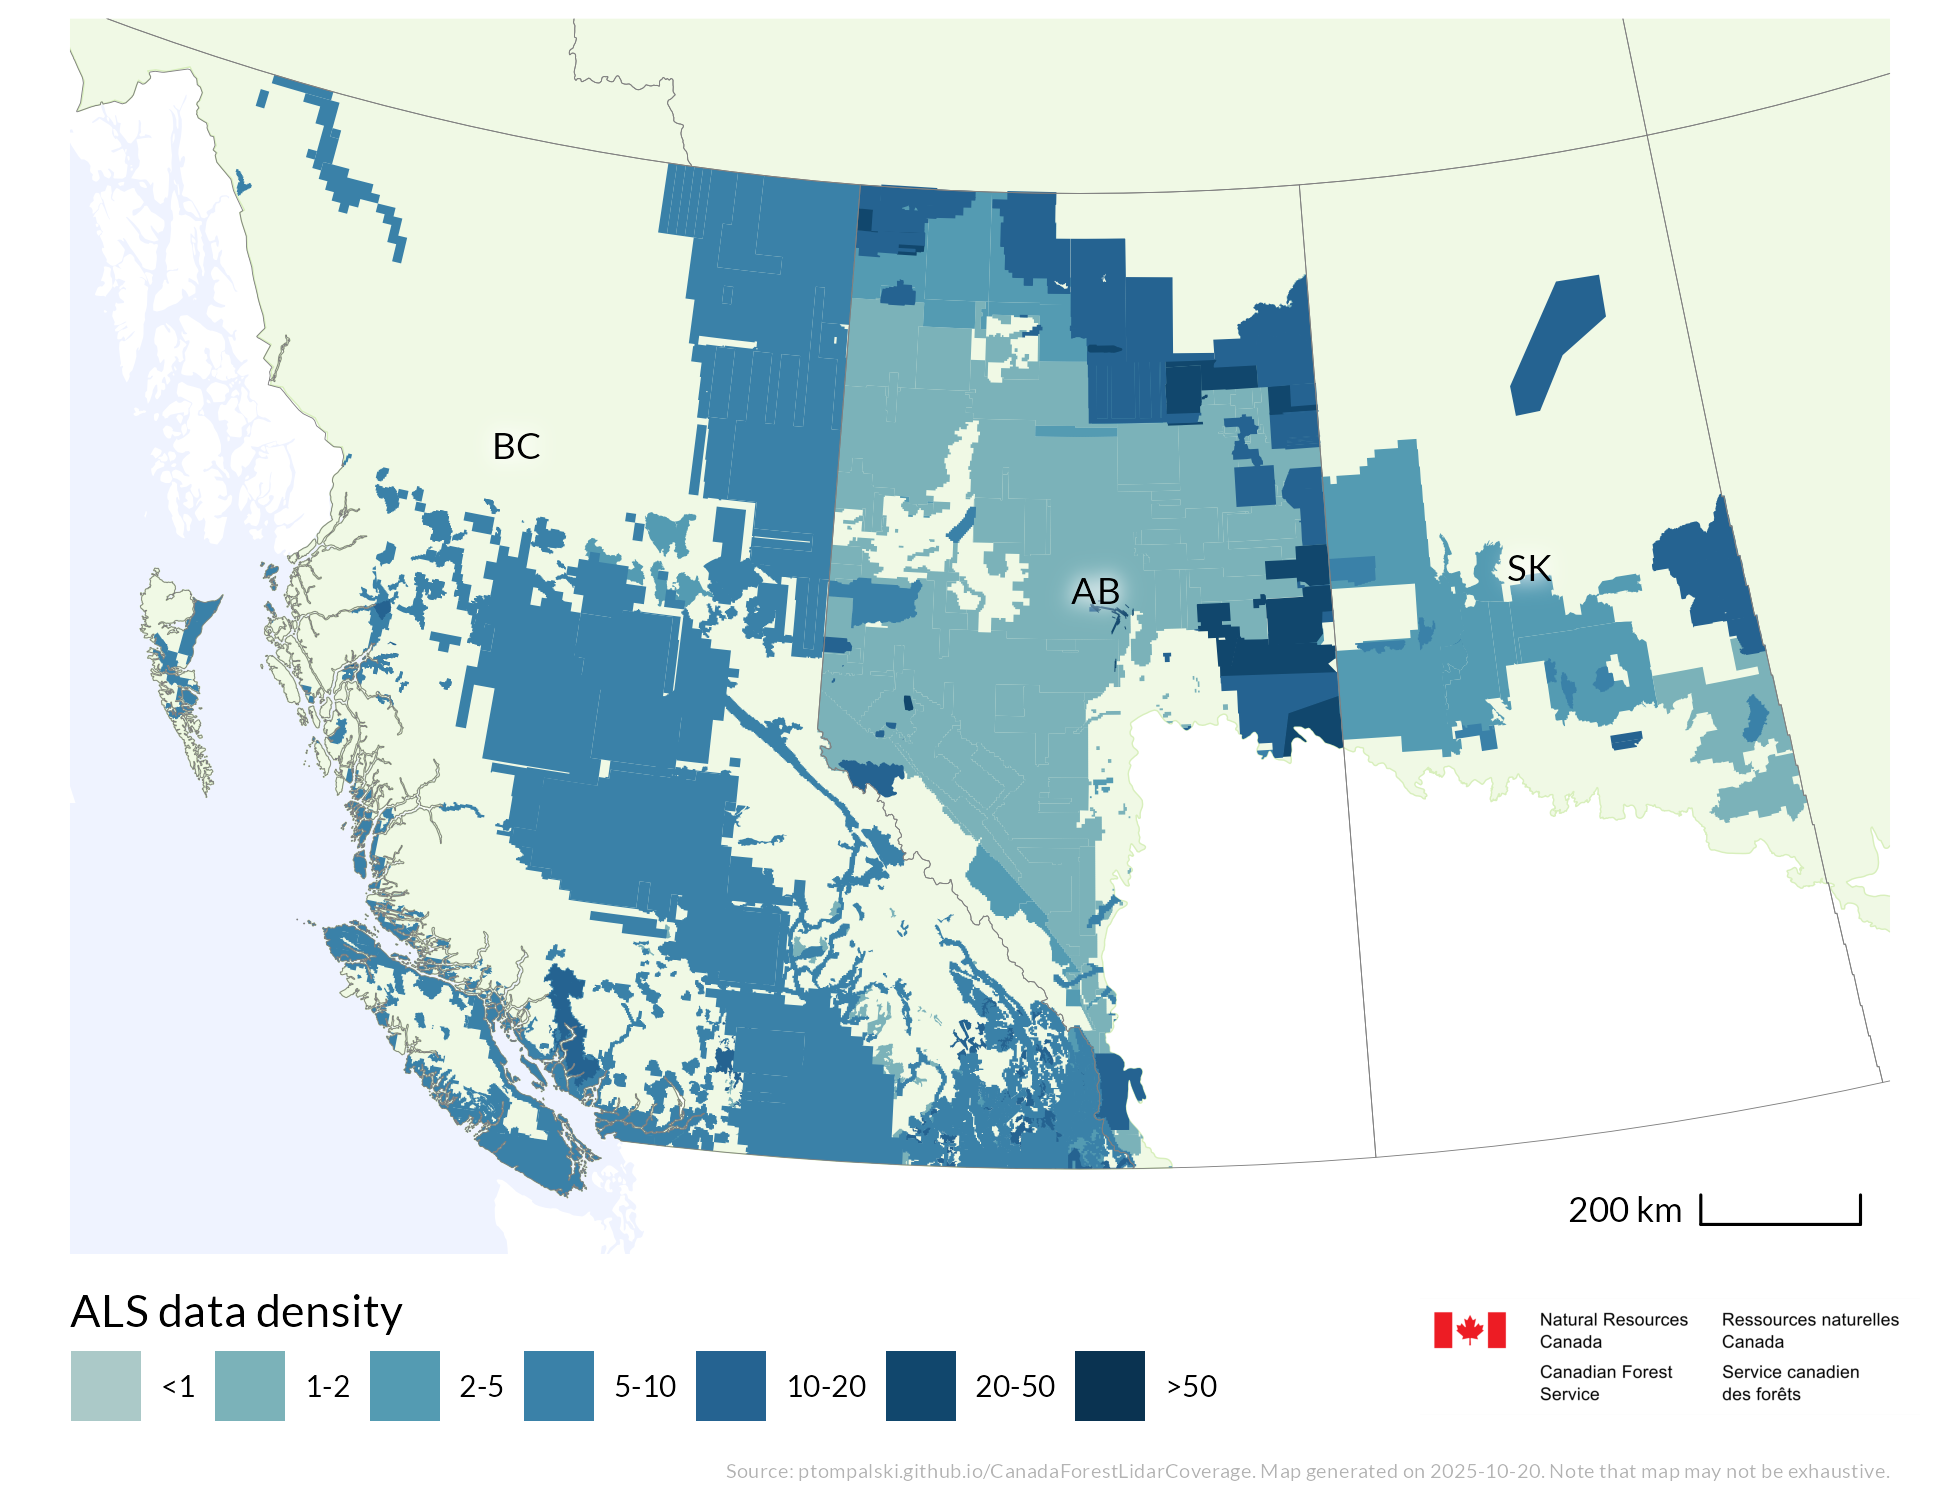 BC
AB
SK
200 km
ALS data density
<1
1-2
2-5
5-10
10-20
20-50
>50
Natural Resources
Canada
Canadian Forest
Service
Ressources naturelles
Canada
Service canadien
des forêts
Source: ptompalski.github.io/CanadaForestLidarCoverage. Map generated on 2025-10-20. Note that map may not be exhaustive.